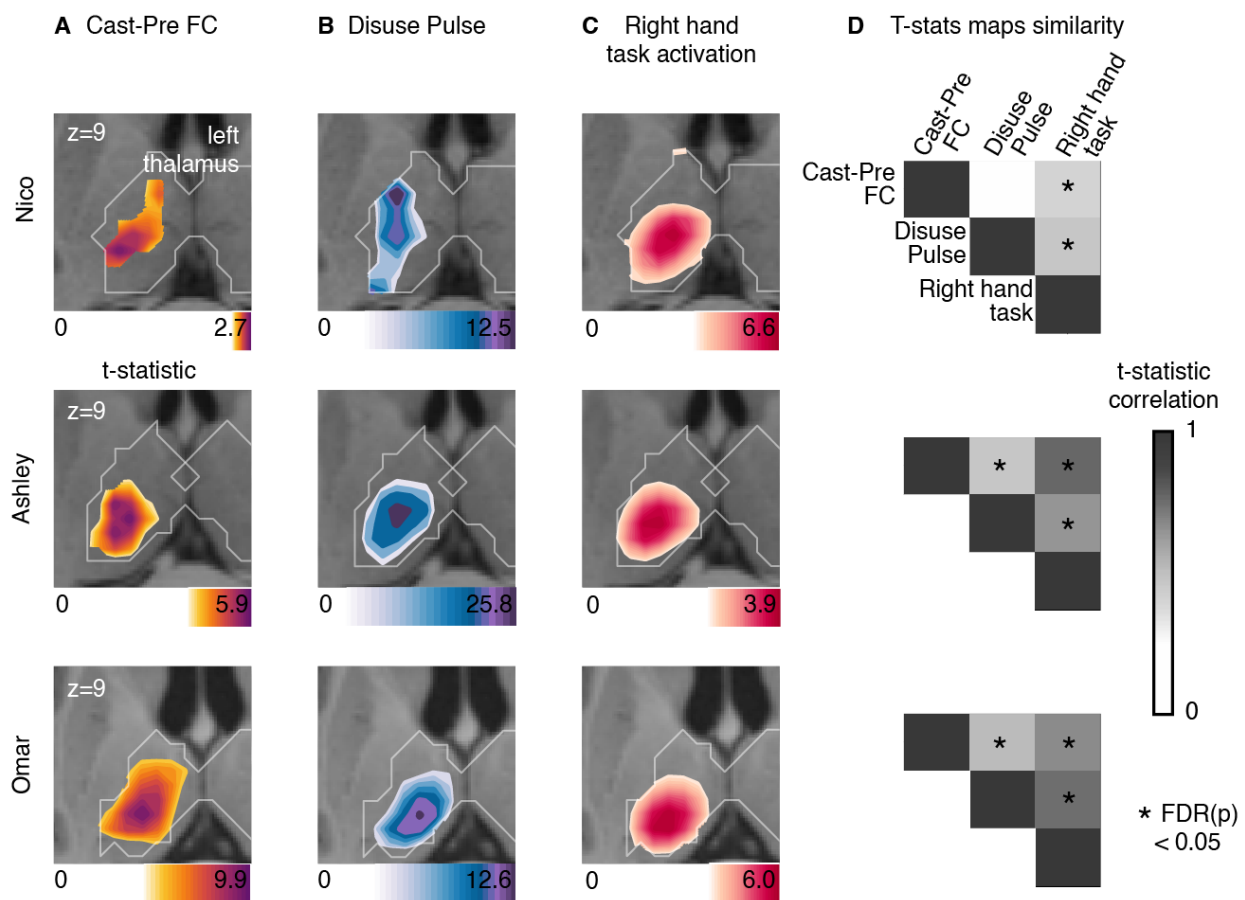 A Cast-Pre FC
B Disuse Pulse
C Right hand
task activation
D T-stats maps similarity
Cast-Pre
FC
Disuse
Pulse
Right hand
task
Nico
z=9
left
thalamus
0
2.7
0
12.5
0
6.6
Cast-Pre
FC
*
Disuse
Pulse
*
Right hand
task
t-statistic
Ashley
z=9
0
5.9
0
25.8
0
3.9
* *
*
t-statistic
correlation
1
0
Omar
z=9
0
9.9
0
12.6
0
6.0
* *
*
* FDR(p)
< 0.05